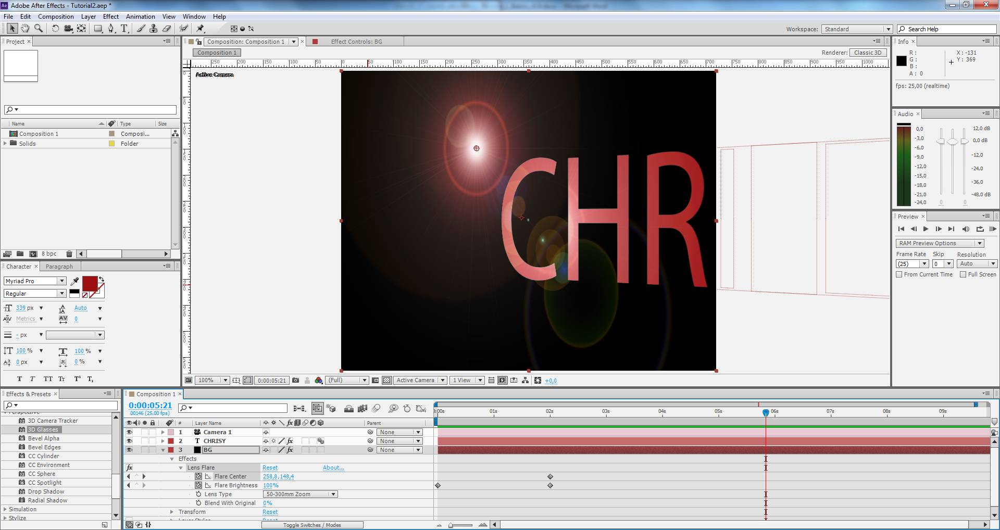 Adobe After Effects - Tutorial2.aep *
File Edit Composition Layer Effect Animation View Window Help
Workspace: Standard Search Help
Project
Name Type Size
Composition 1 Composi...
Solids Folder
8 bpc
Character Paragraph
Myriad Pro
Regular
339 px Auto
Metrics 0
- px
100 % 100 %
0 px 0 %
T T TT Tt T¹ T₁
Composition: Composition 1 Effect Controls: BG
Composition 1 Renderer: Classic 3D
250 200 150 100 50 0 50 100 150 200 250 300 350 400 450 500 550 600 650 700 750 800 850 900 950 1000
Active Camera
CHR
100% 0:00:05:21 (Full) Active Camera 1 View +0,0
Info
R : X : -131
G : Y : 369
B :
A : 0
fps: 25,00 (realtime)
Audio
0,0 12,0 dB
-3,0 0,0 dB
-6,0
-9,0 -12,0
-12,0 -24,0
-15,0
-18,0 -36,0
-21,0 -48,0 dB
-24,0 0 0
Preview
RAM Preview Options
Frame Rate Skip Resolution
(25) 0 Auto
From Current Time Full Screen
Effects & Presets
Perspective
3D Camera Tracker
3D Glasses
Bevel Alpha
Bevel Edges
CC Cylinder
CC Environment
CC Sphere
CC Spotlight
Drop Shadow
Radial Shadow
Simulation
Stylize
Composition 1
0:00:05:21
00146 (25.00 fps)
0:00s 01s 02s 03s 04s 05s 06s 07s 08s 09s
# Layer Name fx Parent
1 Camera 1 None
2 T CHRISY fx None
3 BG fx None
Effects
fx Lens Flare Reset About...
Flare Center 258,8,148,4
Flare Brightness 100%
Lens Type 50-300mm Zoom
Blend With Original 0%
Transform Reset
Layer Styles Reset
Toggle Switches / Modes